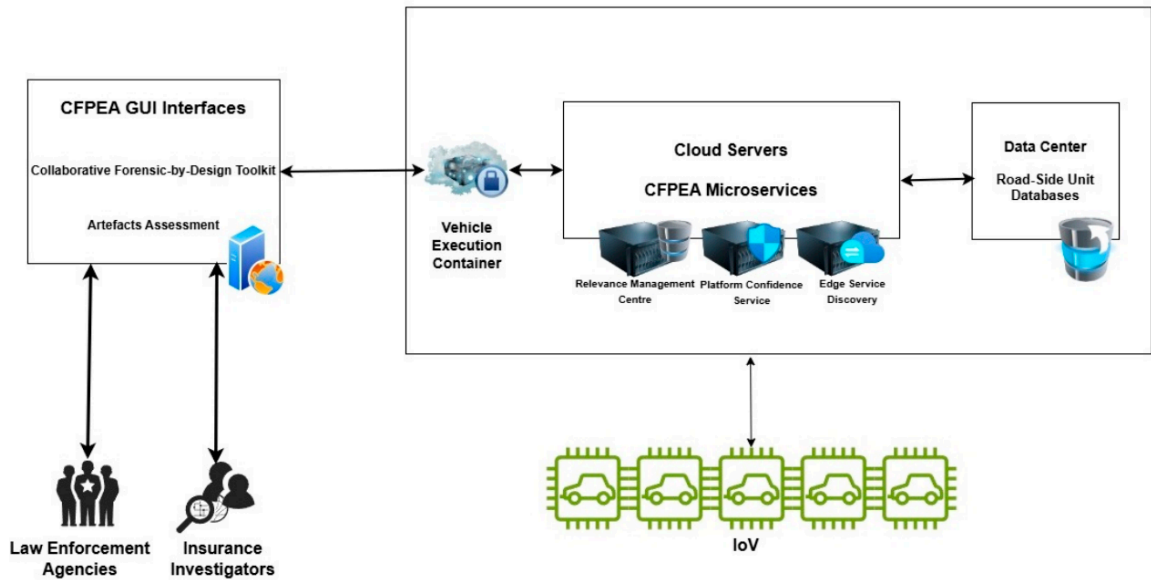 CFPEA GUI Interfaces
Collaborative Forensic-by-Design Toolkit
Artefacts Assessment
Law Enforcement
Agencies
Insurance
Investigators
Vehicle
Execution
Container
Cloud Servers
CFPEA Microservices
Relevance Management
Centre
Platform Confidence
Service
Edge Service
Discovery
Data Center
Road-Side Unit
Databases
IoV